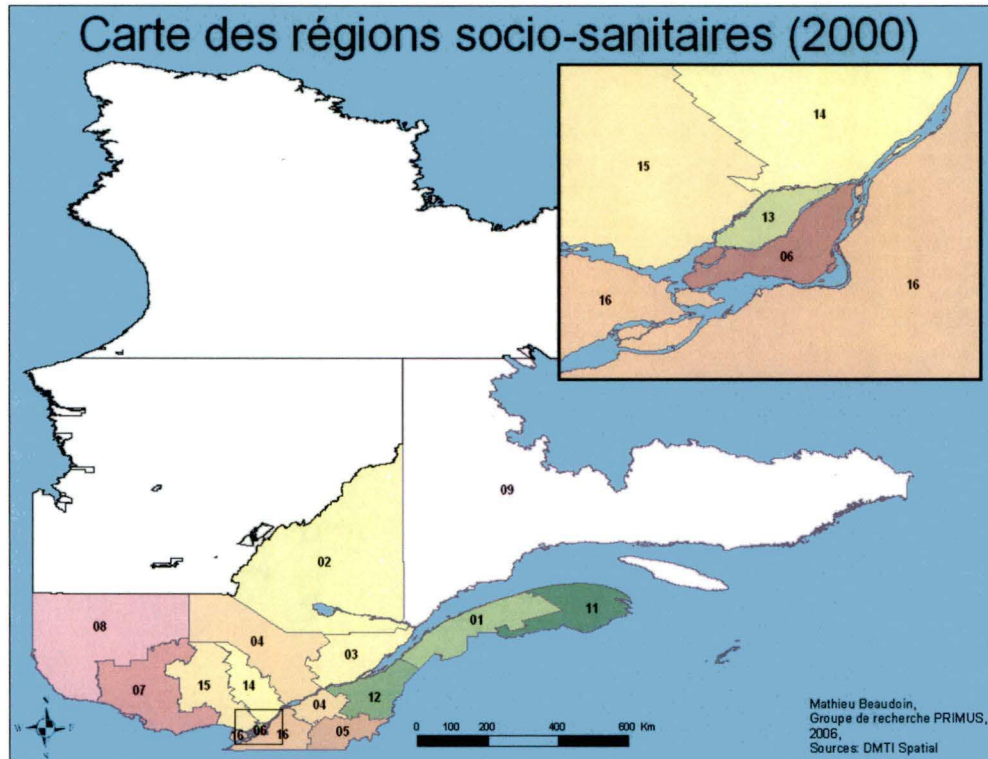 Carte des régions socio-sanitaires (2000)
14
15
13
06
16
16
09
02
11
01
08
04
03
07
15
14
12
04
16
06
16
05
N
W
E
S
0 100 200 400 600 Km
Mathieu Beaudoin,
Groupe de recherche PRIMUS,
2006,
Sources: DMTI Spatial